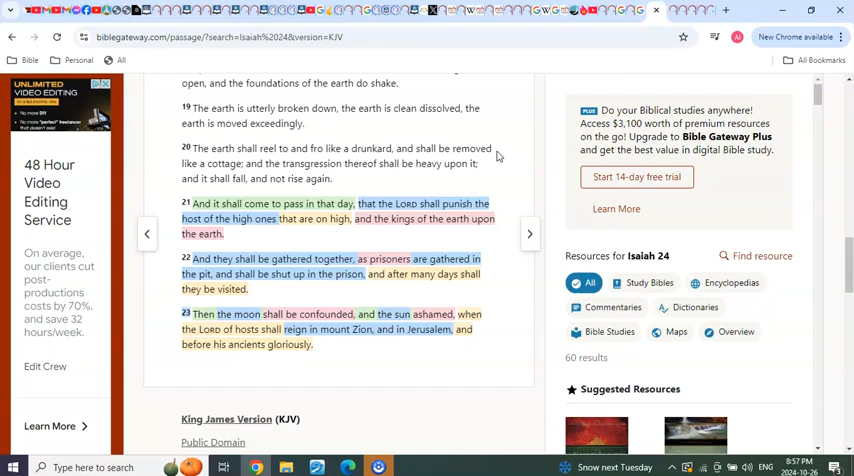 New Chrome available
biblegateway.com/passage/?search=Isaiah%2024&version=KJV
Bible
Personal
All
All Bookmarks
UNLIMITED
VIDEO EDITING
No more DIY
No more "perfect" freelancer
that doesn't exist
48 Hour
Video
Editing
Service
On average,
our clients cut
post-
productions
costs by 70%,
and save 32
hours/week.
Edit Crew
Learn More
open, and the foundations of the earth do shake.
19 The earth is utterly broken down, the earth is clean dissolved, the
earth is moved exceedingly.
20 The earth shall reel to and fro like a drunkard, and shall be removed
like a cottage; and the transgression thereof shall be heavy upon it;
and it shall fall, and not rise again.
21 And it shall come to pass in that day, that the LORD shall punish the
host of the high ones that are on high, and the kings of the earth upon
the earth.
22 And they shall be gathered together, as prisoners are gathered in
the pit, and shall be shut up in the prison, and after many days shall
they be visited.
23 Then the moon shall be confounded, and the sun ashamed, when
the LORD of hosts shall reign in mount Zion, and in Jerusalem, and
before his ancients gloriously.
King James Version (KJV)
Public Domain
PLUS Do your Biblical studies anywhere!
Access $3,100 worth of premium resources
on the go! Upgrade to Bible Gateway Plus
and get the best value in digital Bible study.
Start 14-day free trial
Learn More
Resources for Isaiah 24
Find resource
All
Study Bibles
Encyclopedias
Commentaries
Dictionaries
Bible Studies
Maps
Overview
60 results
Suggested Resources
Type here to search
Snow next Tuesday
ENG
8:57 PM
2024-10-26